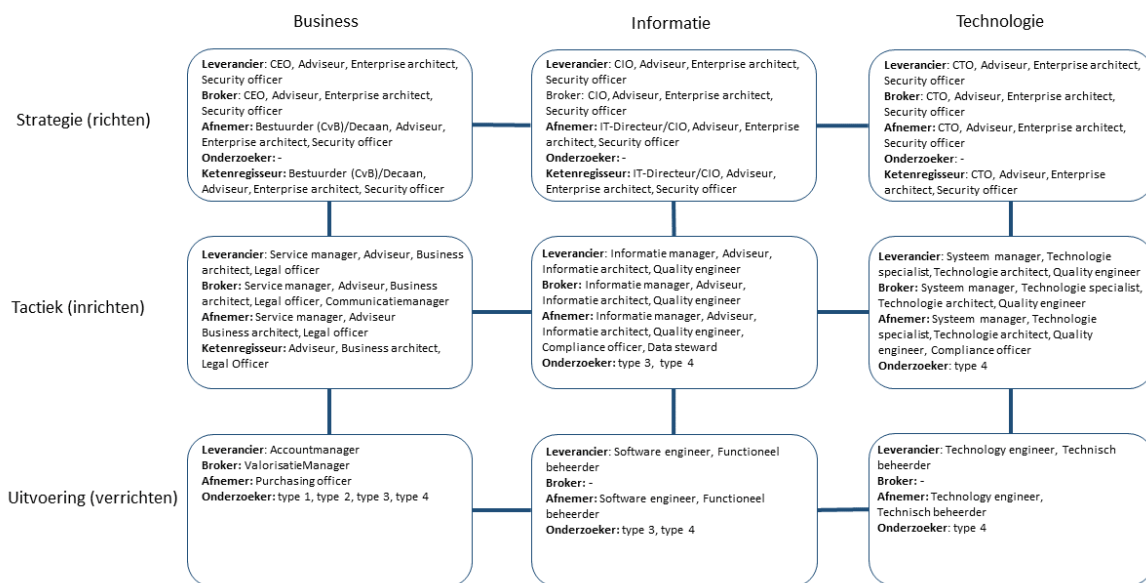 Business
Informatie
Technologie
Strategie (richten)
Leverancier: CEO, Adviseur, Enterprise architect,
Security officer
Broker: CEO, Adviseur, Enterprise architect,
Security officer
Afnemer: Bestuurder (CvB)/Decaan, Adviseur,
Enterprise architect, Security officer
Onderzoeker: -
Ketenregisseur: Bestuurder (CvB)/Decaan,
Adviseur, Enterprise architect, Security officer
Leverancier: CIO, Adviseur, Enterprise architect,
Security officer
Broker: CIO, Adviseur, Enterprise architect,
Security officer
Afnemer: IT-Directeur/CIO, Adviseur, Enterprise
architect, Security officer
Onderzoeker: -
Ketenregisseur: IT-Directeur/CIO, Adviseur,
Enterprise architect, Security officer
Leverancier: CTO, Adviseur, Enterprise architect,
Security officer
Broker: CTO, Adviseur, Enterprise architect,
Security officer
Afnemer: CTO, Adviseur, Enterprise architect,
Security officer
Onderzoeker: -
Ketenregisseur: CTO, Adviseur, Enterprise
architect, Security officer
Tactiek (inrichten)
Leverancier: Service manager, Adviseur, Business
architect, Legal officer
Broker: Service manager, Adviseur, Business
architect, Legal officer, Communicatiemanager
Afnemer: Service manager, Adviseur
Business architect, Legal officer
Ketenregisseur: Adviseur, Business architect,
Legal Officer
Leverancier: Informatie manager, Adviseur,
Informatie architect, Quality engineer
Broker: Informatie manager, Adviseur,
Informatie architect, Quality engineer
Afnemer: Informatie manager, Adviseur,
Informatie architect, Quality engineer,
Compliance officer, Data steward
Onderzoeker: type 3, type 4
Leverancier: Systeem manager, Technologie
specialist, Technologie architect, Quality engineer
Broker: Systeem manager, Technologie specialist,
Technologie architect, Quality engineer
Afnemer: Systeem manager, Technologie
specialist, Technologie architect, Quality
engineer, Compliance officer
Onderzoeker: type 4
Uitvoering (verrichten)
Leverancier: Accountmanager
Broker: ValorisatieManager
Afnemer: Purchasing officer
Onderzoeker: type 1, type 2, type 3, type 4
Leverancier: Software engineer, Functioneel
beheerder
Broker: -
Afnemer: Software engineer, Functioneel
beheerder
Onderzoeker: type 3, type 4
Leverancier: Technology engineer, Technisch
beheerder
Broker: -
Afnemer: Technology engineer,
Technisch beheerder
Onderzoeker: type 4